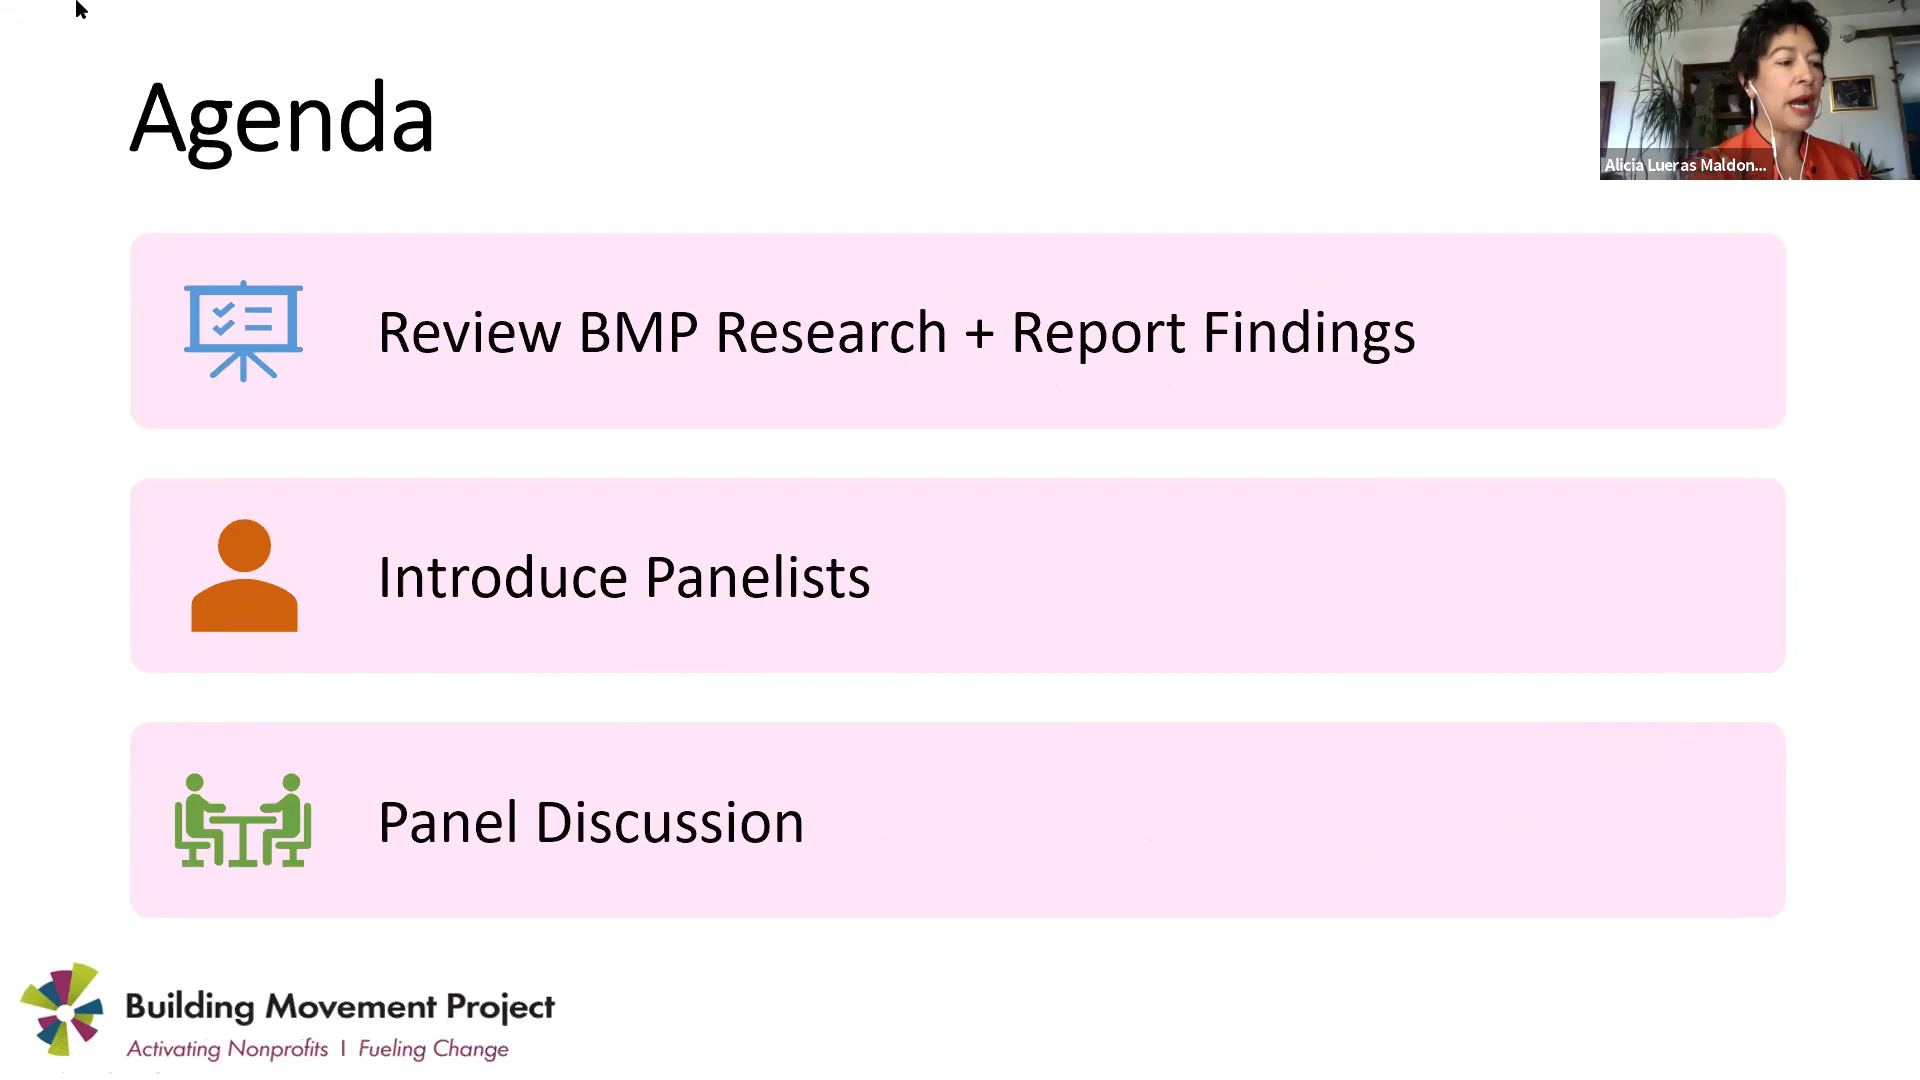 Agenda
Alicia Lueras Maldon...
Review BMP Research + Report Findings
Introduce Panelists
Panel Discussion
Building Movement Project
Activating Nonprofits | Fueling Change